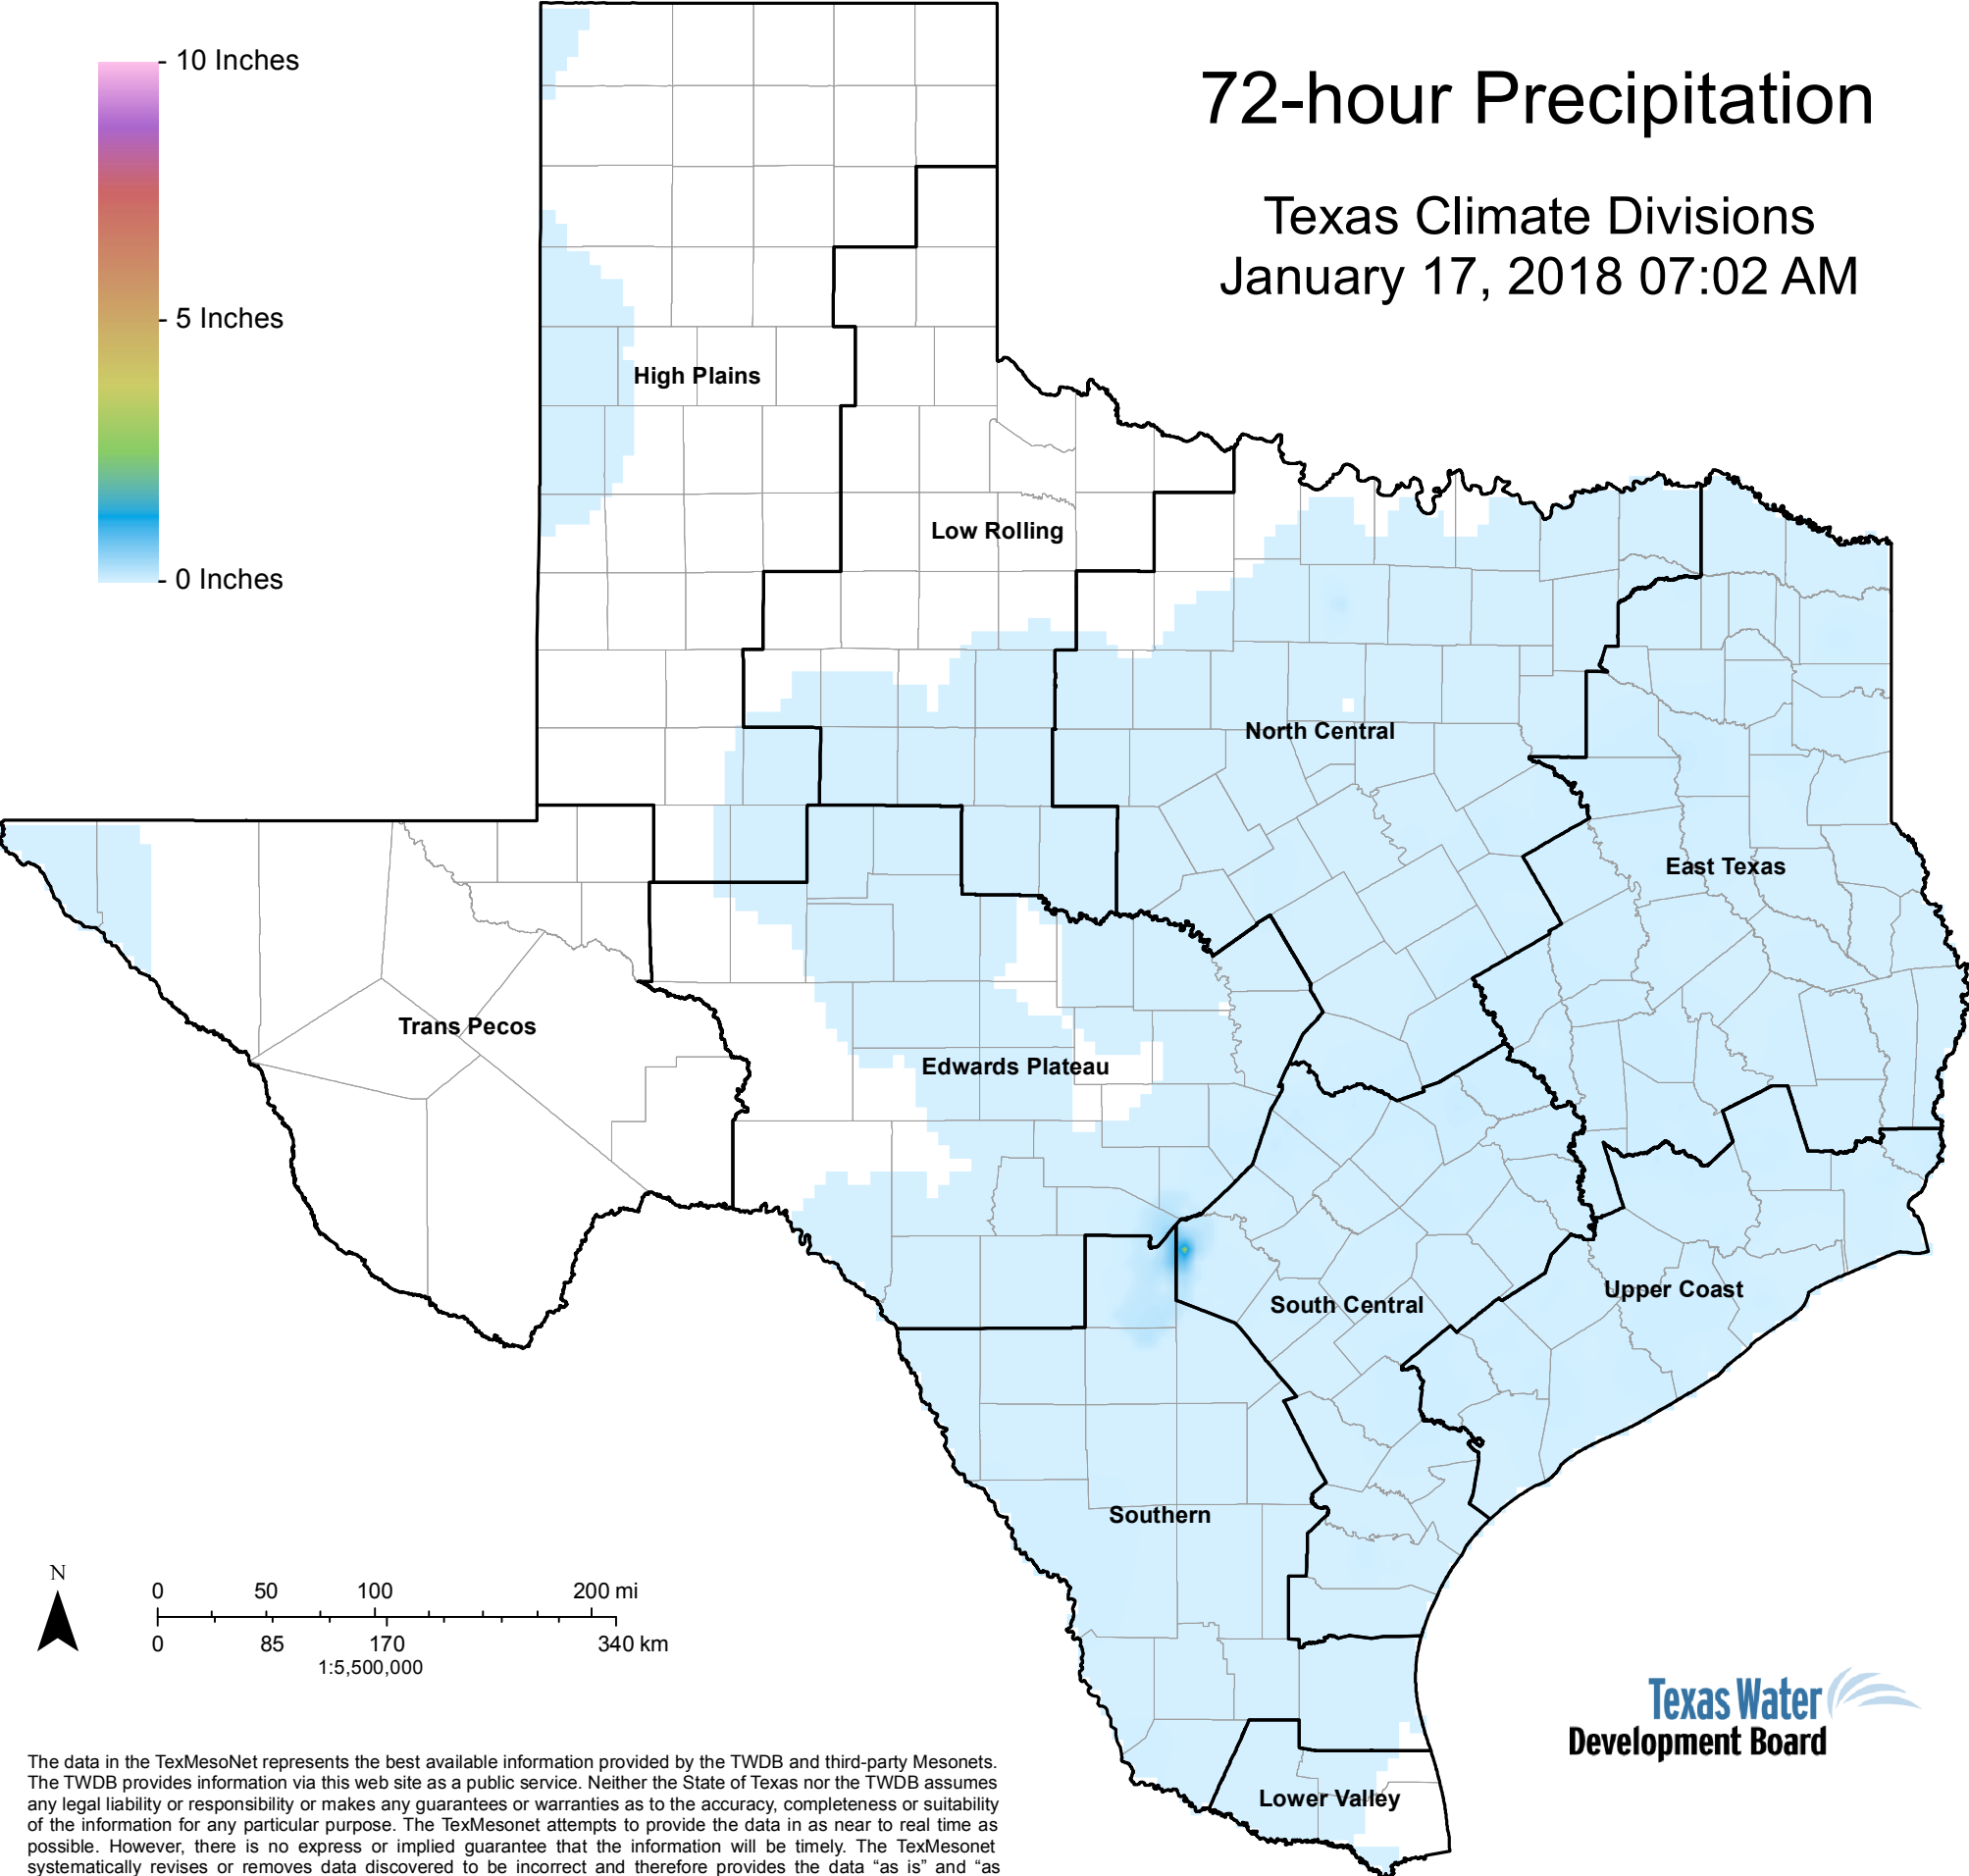 72-hour Precipitation
Texas Climate Divisions
January 17, 2018 07:02 AM
10 Inches
5 Inches
0 Inches
High Plains
Low Rolling
North Central
East Texas
Trans Pecos
Edwards Plateau
South Central
Upper Coast
Southern
Lower Valley
N
0 50 100 200 mi
0 85 170 340 km
1:5,500,000
Texas Water
Development Board
The data in the TexMesoNet represents the best available information provided by the TWDB and third-party Mesonets.
The TWDB provides information via this web site as a public service. Neither the State of Texas nor the TWDB assumes
any legal liability or responsibility or makes any guarantees or warranties as to the accuracy, completeness or suitability
of the information for any particular purpose. The TexMesonet attempts to provide the data in as near to real time as
possible. However, there is no express or implied guarantee that the information will be timely. The TexMesonet
systematically revises or removes data discovered to be incorrect and therefore provides the data “as is” and “as